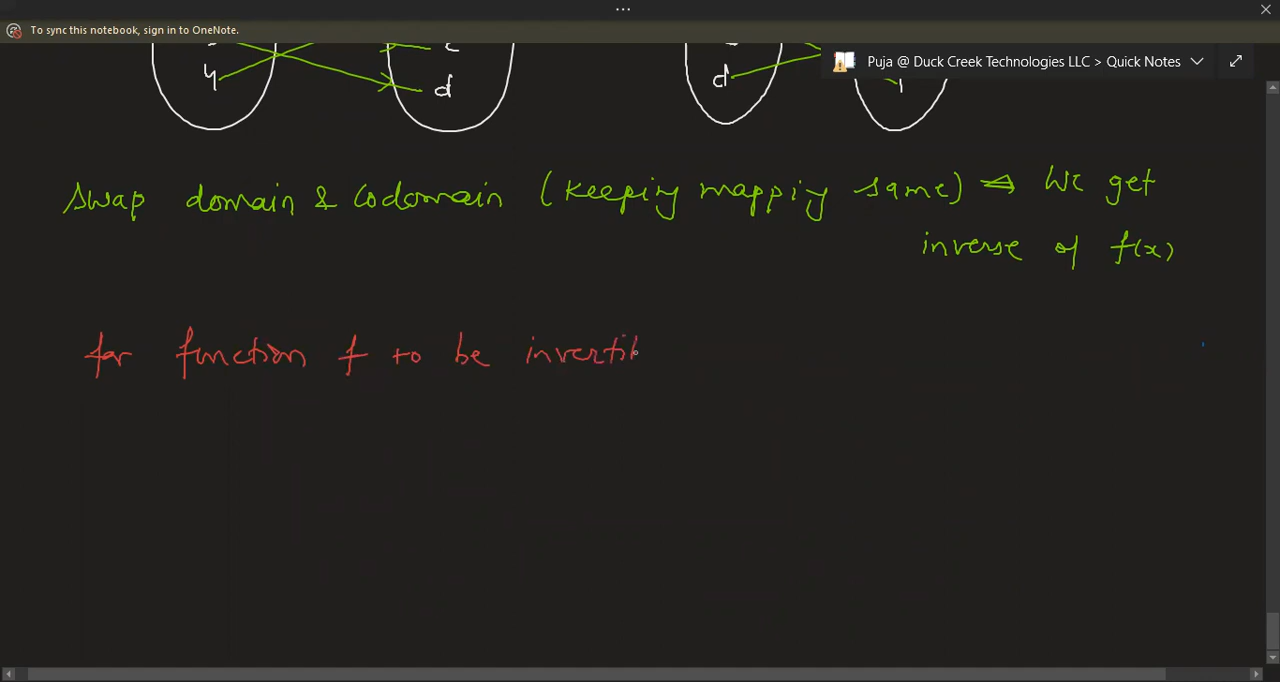 To sync this notebook, sign in to OneNote.
Puja @ Duck Creek Technologies LLC > Quick Notes
4 d d
swap domain & codomain (keeping mapping same) ⇒ We get
inverse of f(x)
for function f to be invertib